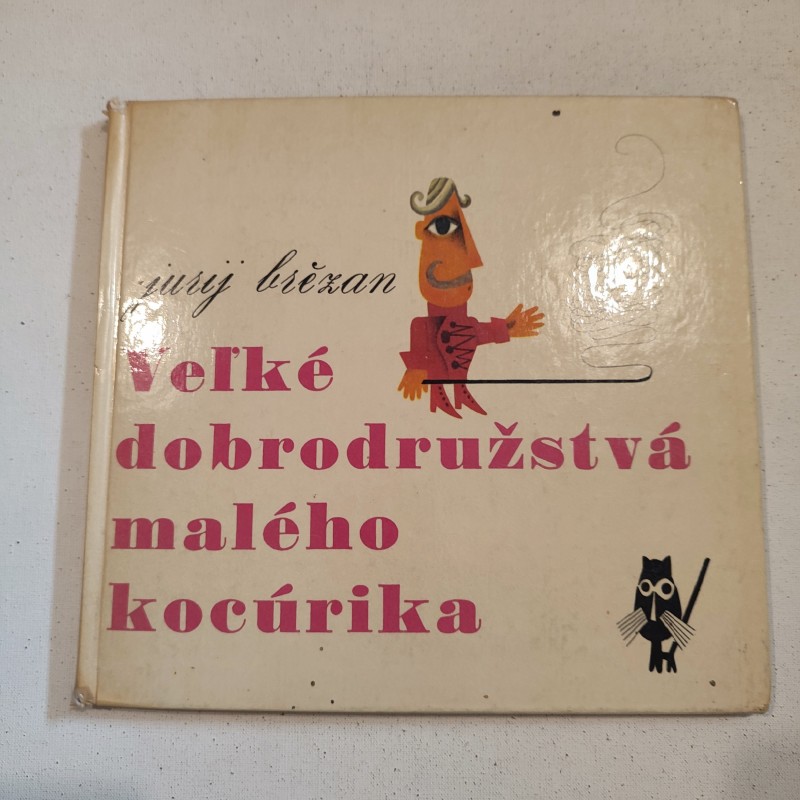 jurij brězan
Veľké
dobrodružstvá
malého
kocúrika